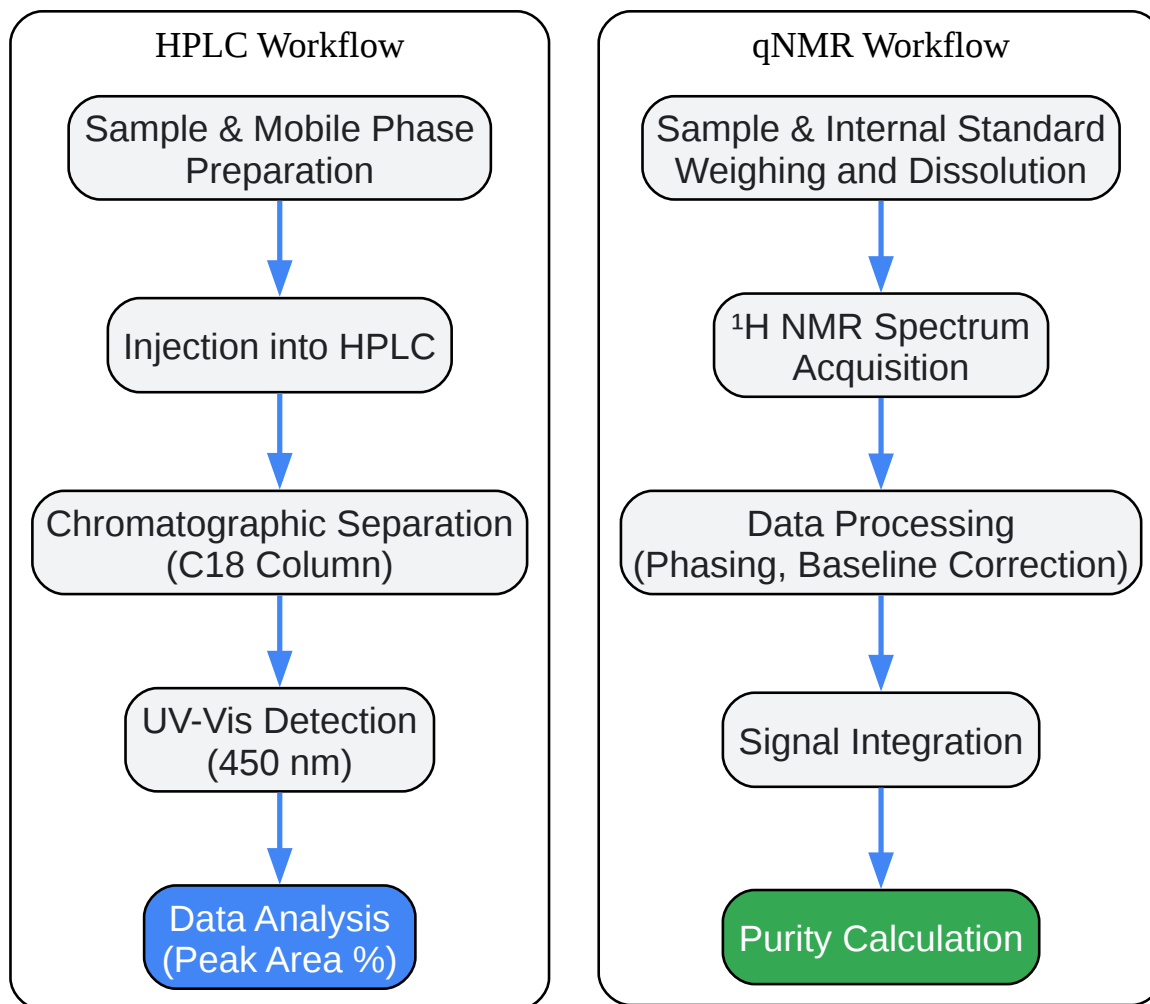 HPLC Workflow
Sample & Mobile Phase
Preparation
Injection into HPLC
Chromatographic Separation
(C18 Column)
UV-Vis Detection
(450 nm)
Data Analysis
(Peak Area %)
qNMR Workflow
Sample & Internal Standard
Weighing and Dissolution
¹H NMR Spectrum
Acquisition
Data Processing
(Phasing, Baseline Correction)
Signal Integration
Purity Calculation